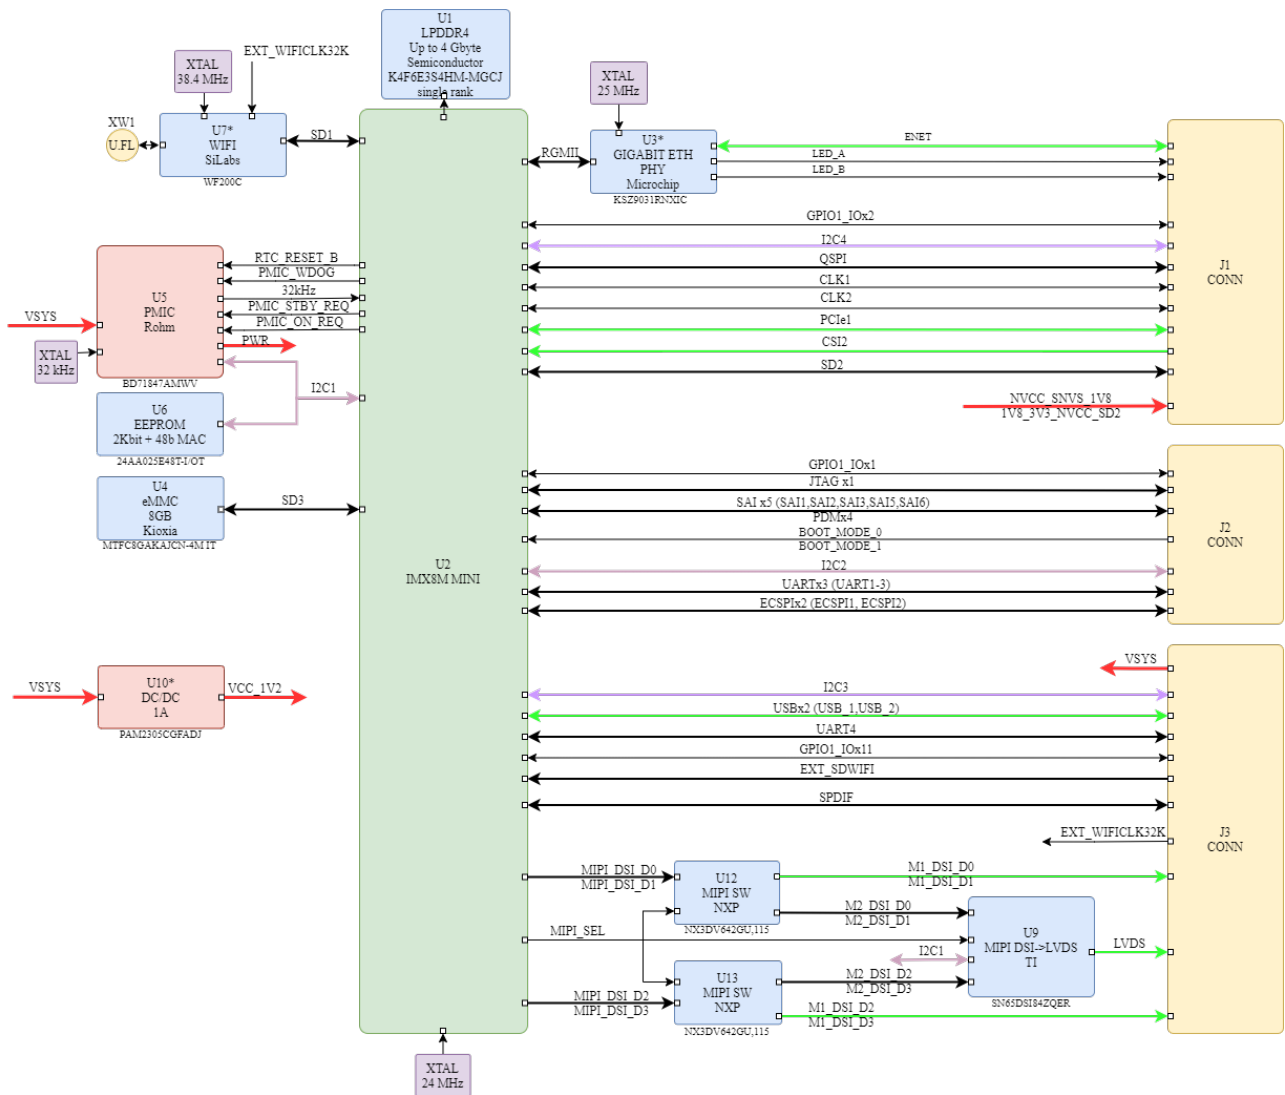 U1
LPDDR4
Up to 4 Gbyte
Semiconductor
K4F6E3S4HM-MGCJ
single rank
EXT_WIFICLK32K
XTAL
38.4 MHz
XW1
U.FL
U7*
WIFI
SiLabs
WF200C
SD1
XTAL
25 MHz
RGMII
U3*
GIGABIT ETH
PHY
Microchip
KSZ9031RNXIC
ENET
LED_A
LED_B
GPIO1_IOx2
I2C4
QSPI
CLK1
CLK2
PCIe1
CSI2
SD2
NVCC_SNVS_1V8
1V8_3V3_NVCC_SD2
J1
CONN
VSYS
XTAL
32 kHz
U5
PMIC
Rohm
BD71847AMWV
RTC_RESET_B
PMIC_WDOG
32kHz
PMIC_STBY_REQ
PMIC_ON_REQ
PWR
I2C1
U6
EEPROM
2Kbit + 48b MAC
24AA025E48T-I/OT
U4
eMMC
8GB
Kioxia
MTFC8GAKAJCN-4M IT
SD3
U2
IMX8M MINI
GPIO1_IOx1
JTAG x1
SAI x5 (SAI1,SAI2,SAI3,SAI5,SAI6)
PDMx4
BOOT_MODE_0
BOOT_MODE_1
I2C2
UARTx3 (UART1-3)
ECSPIx2 (ECSPI1, ECSPI2)
J2
CONN
VSYS
U10*
DC/DC
1A
PAM2305CGFADJ
VCC_1V2
VSYS
I2C3
USBx2 (USB_1,USB_2)
UART4
GPIO1_IOx11
EXT_SDWIFI
SPDIF
EXT_WIFICLK32K
J3
CONN
MIPI_DSI_D0
MIPI_DSI_D1
U12
MIPI SW
NXP
NX3DV642GU,115
M1_DSI_D0
M1_DSI_D1
M2_DSI_D0
M2_DSI_D1
MIPI_SEL
I2C1
U9
MIPI DSI->LVDS
TI
SN65DSI84ZQER
LVDS
MIPI_DSI_D2
MIPI_DSI_D3
U13
MIPI SW
NXP
NX3DV642GU,115
M2_DSI_D2
M2_DSI_D3
M1_DSI_D2
M1_DSI_D3
XTAL
24 MHz